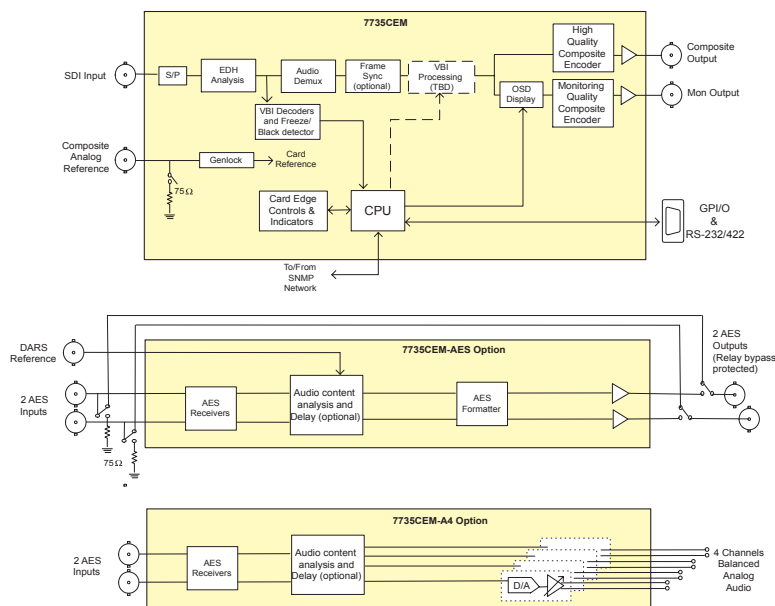 7735CEM
SDI Input
S/P
EDH
Analysis
Audio
Demux
Frame
Sync
(optional)
VBI
Processing
(TBD)
High
Quality
Composite
Encoder
Composite
Output
OSD
Display
Monitoring
Quality
Composite
Encoder
Mon Output
VBI Decoders
and Freeze/
Black detector
Composite
Analog
Reference
Genlock
Card
Reference
75Ω
Card Edge
Controls &
Indicators
CPU
GPI/O
&
RS-232/422
To/From
SNMP
Network
DARS
Reference
7735CEM-AES Option
2 AES
Outputs
(Relay bypass
protected)
2 AES
Inputs
AES
Receivers
Audio content
analysis and
Delay (optional)
AES
Formatter
75Ω
7735CEM-A4 Option
2 AES
Inputs
AES
Receivers
Audio content
analysis and
Delay (optional)
D/A
4 Channels
Balanced
Analog
Audio